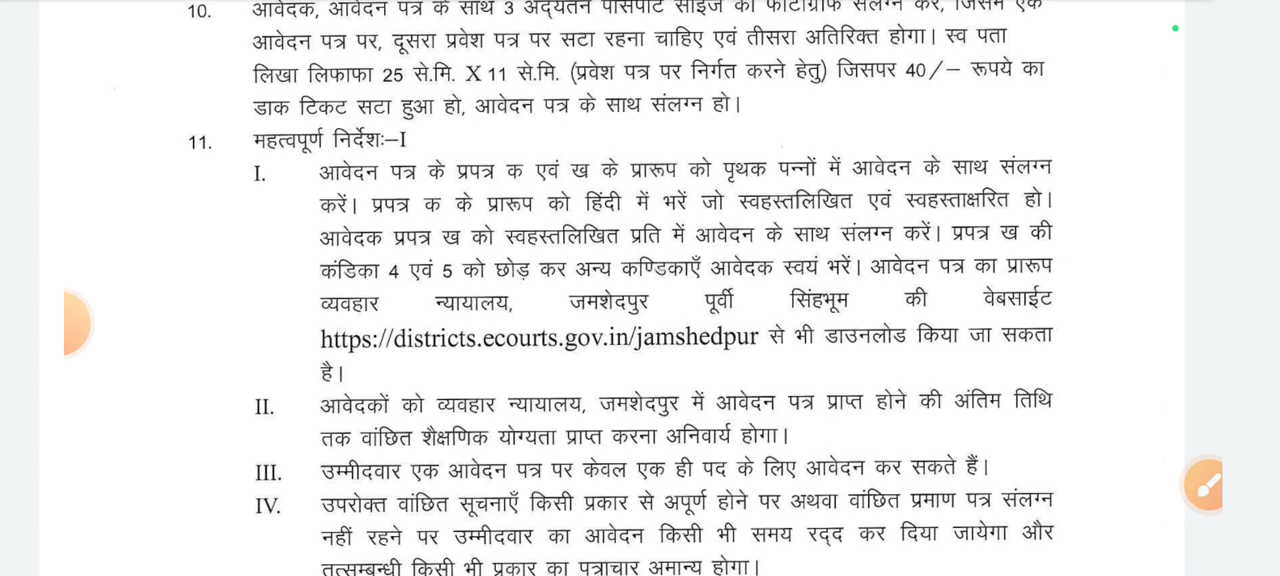 10. आवेदक, आवेदन पत्र के साथ 3 अद्यतन पासपोर्ट साईज का फोटोग्राफ संलग्न करें, जिसमें एक
आवेदन पत्र पर, दूसरा प्रवेश पत्र पर सटा रहना चाहिए एवं तीसरा अतिरिक्त होगा। स्व पता
लिखा लिफाफा 25 से.मि. X 11 से.मि. (प्रवेश पत्र पर निर्गत करने हेतु) जिसपर 40/– रूपये का
डाक टिकट सटा हुआ हो, आवेदन पत्र के साथ संलग्न हो।
11. महत्वपूर्ण निर्देशः–I
I. आवेदन पत्र के प्रपत्र क एवं ख के प्रारूप को पृथक पन्नों में आवेदन के साथ संलग्न
करें। प्रपत्र क के प्रारूप को हिंदी में भरें जो स्वहस्तलिखित एवं स्वहस्ताक्षरित हो।
आवेदक प्रपत्र ख को स्वहस्तलिखित प्रति में आवेदन के साथ संलग्न करें। प्रपत्र ख की
कंडिका 4 एवं 5 को छोड़ कर अन्य कण्डिकाएँ आवेदक स्वयं भरें। आवेदन पत्र का प्रारूप
व्यवहार न्यायालय, जमशेदपुर पूर्वी सिंहभूम की वेबसाईट
https://districts.ecourts.gov.in/jamshedpur से भी डाउनलोड किया जा सकता
है।
II. आवेदकों को व्यवहार न्यायालय, जमशेदपुर में आवेदन पत्र प्राप्त होने की अंतिम तिथि
तक वांछित शैक्षणिक योग्यता प्राप्त करना अनिवार्य होगा।
III. उम्मीदवार एक आवेदन पत्र पर केवल एक ही पद के लिए आवेदन कर सकते हैं।
IV. उपरोक्त वांछित सूचनाएँ किसी प्रकार से अपूर्ण होने पर अथवा वांछित प्रमाण पत्र संलग्न
नहीं रहने पर उम्मीदवार का आवेदन किसी भी समय रद्द कर दिया जायेगा और
तत्सम्बन्धी किसी भी प्रकार का पत्राचार अमान्य होगा।